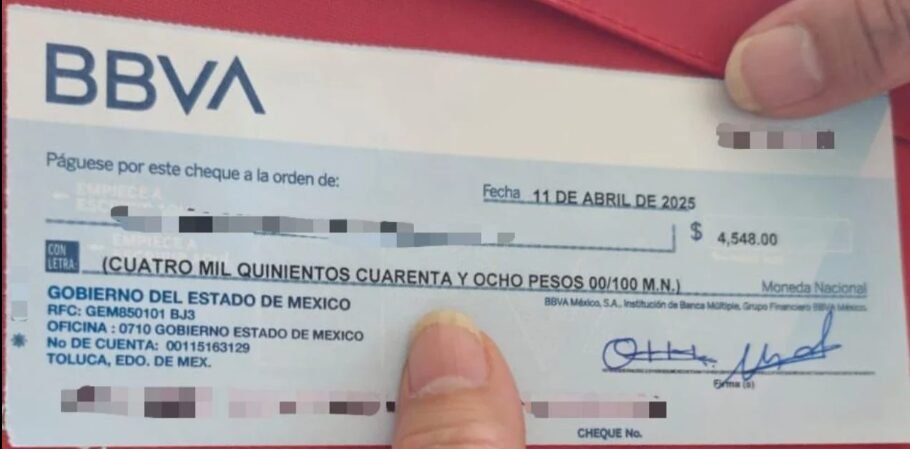 BBVA
Páguese por este cheque a la orden de:
EMPIECE A
Fecha 11 DE ABRIL DE 2025
$ 4,548.00
EMPIECE A
CON LETRA:
(CUATRO MIL QUINIENTOS CUARENTA Y OCHO PESOS 00/100 M.N.)
Moneda Nacional
BBVA México, S.A., Institución de Banca Múltiple, Grupo Financiero BBVA México.
GOBIERNO DEL ESTADO DE MEXICO
RFC: GEM850101 BJ3
OFICINA : 0710 GOBIERNO ESTADO DE MEXICO
No DE CUENTA: 00115163129
TOLUCA, EDO. DE MEX.
Firma (s)
CHEQUE No.